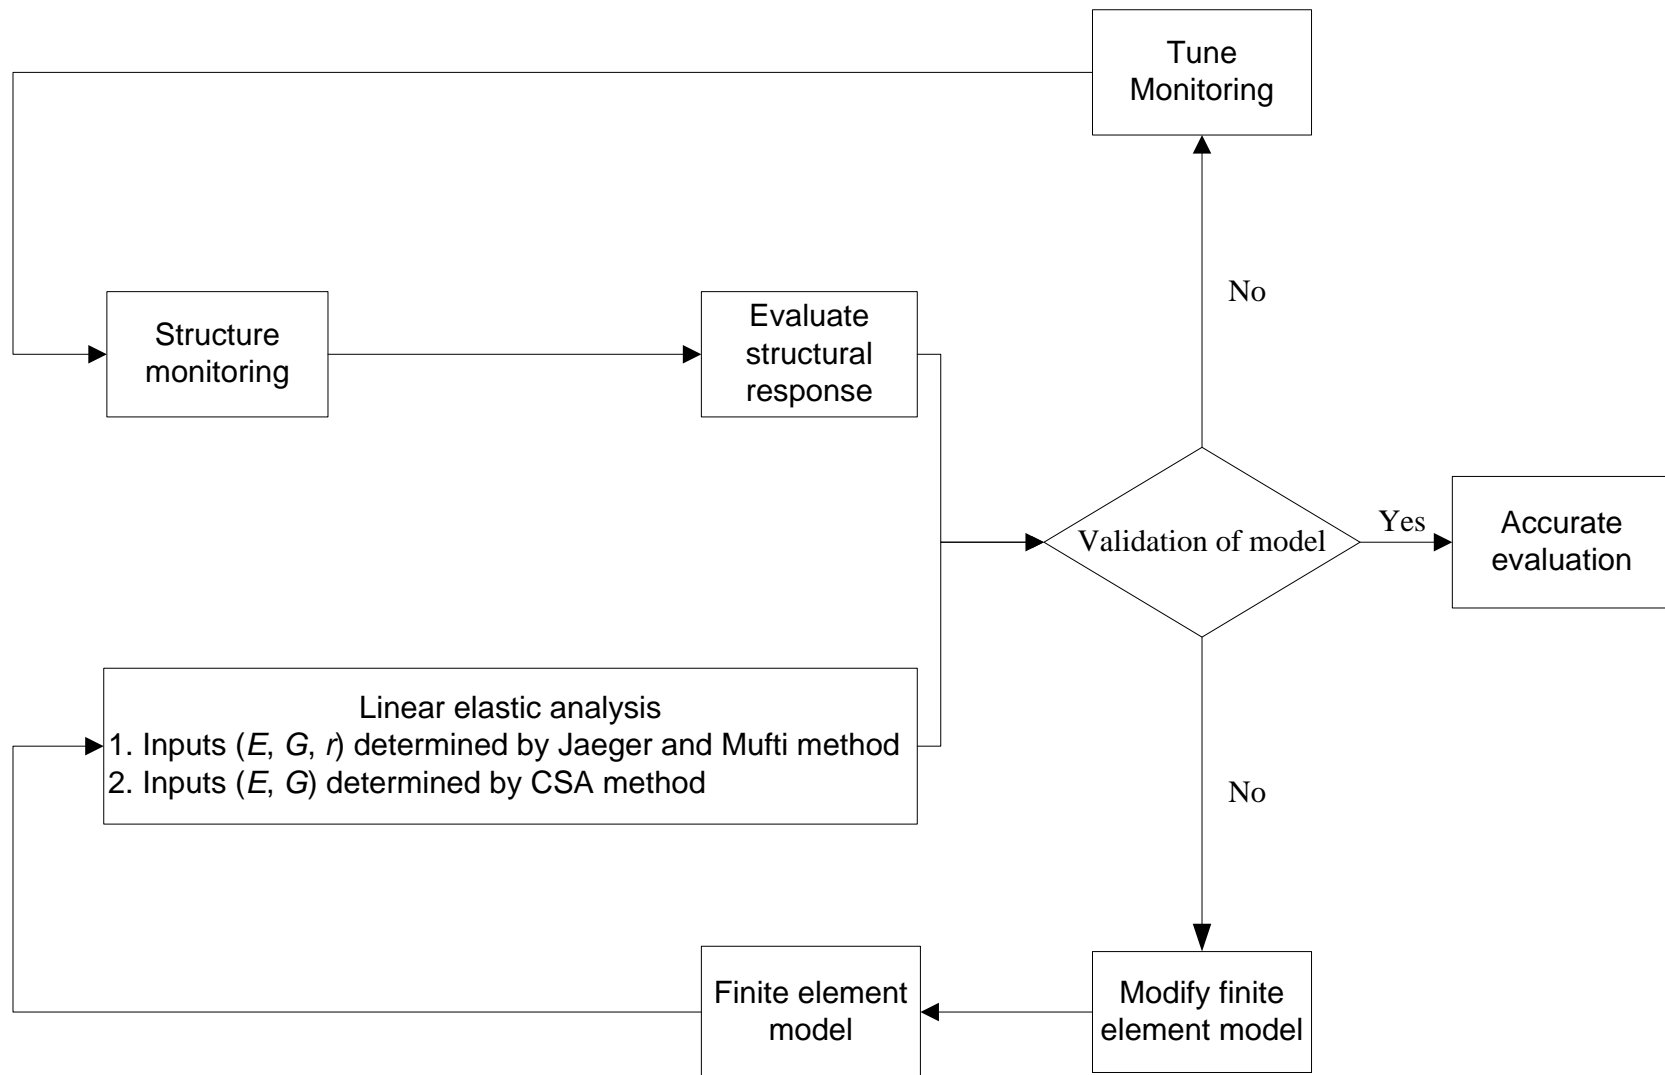 Tune
Monitoring
No
Structure
monitoring
Evaluate
structural
response
Validation of model
Yes
Accurate
evaluation
Linear elastic analysis
1. Inputs (E, G, r) determined by Jaeger and Mufti method
2. Inputs (E, G) determined by CSA method
No
Finite element
model
Modify finite
element model